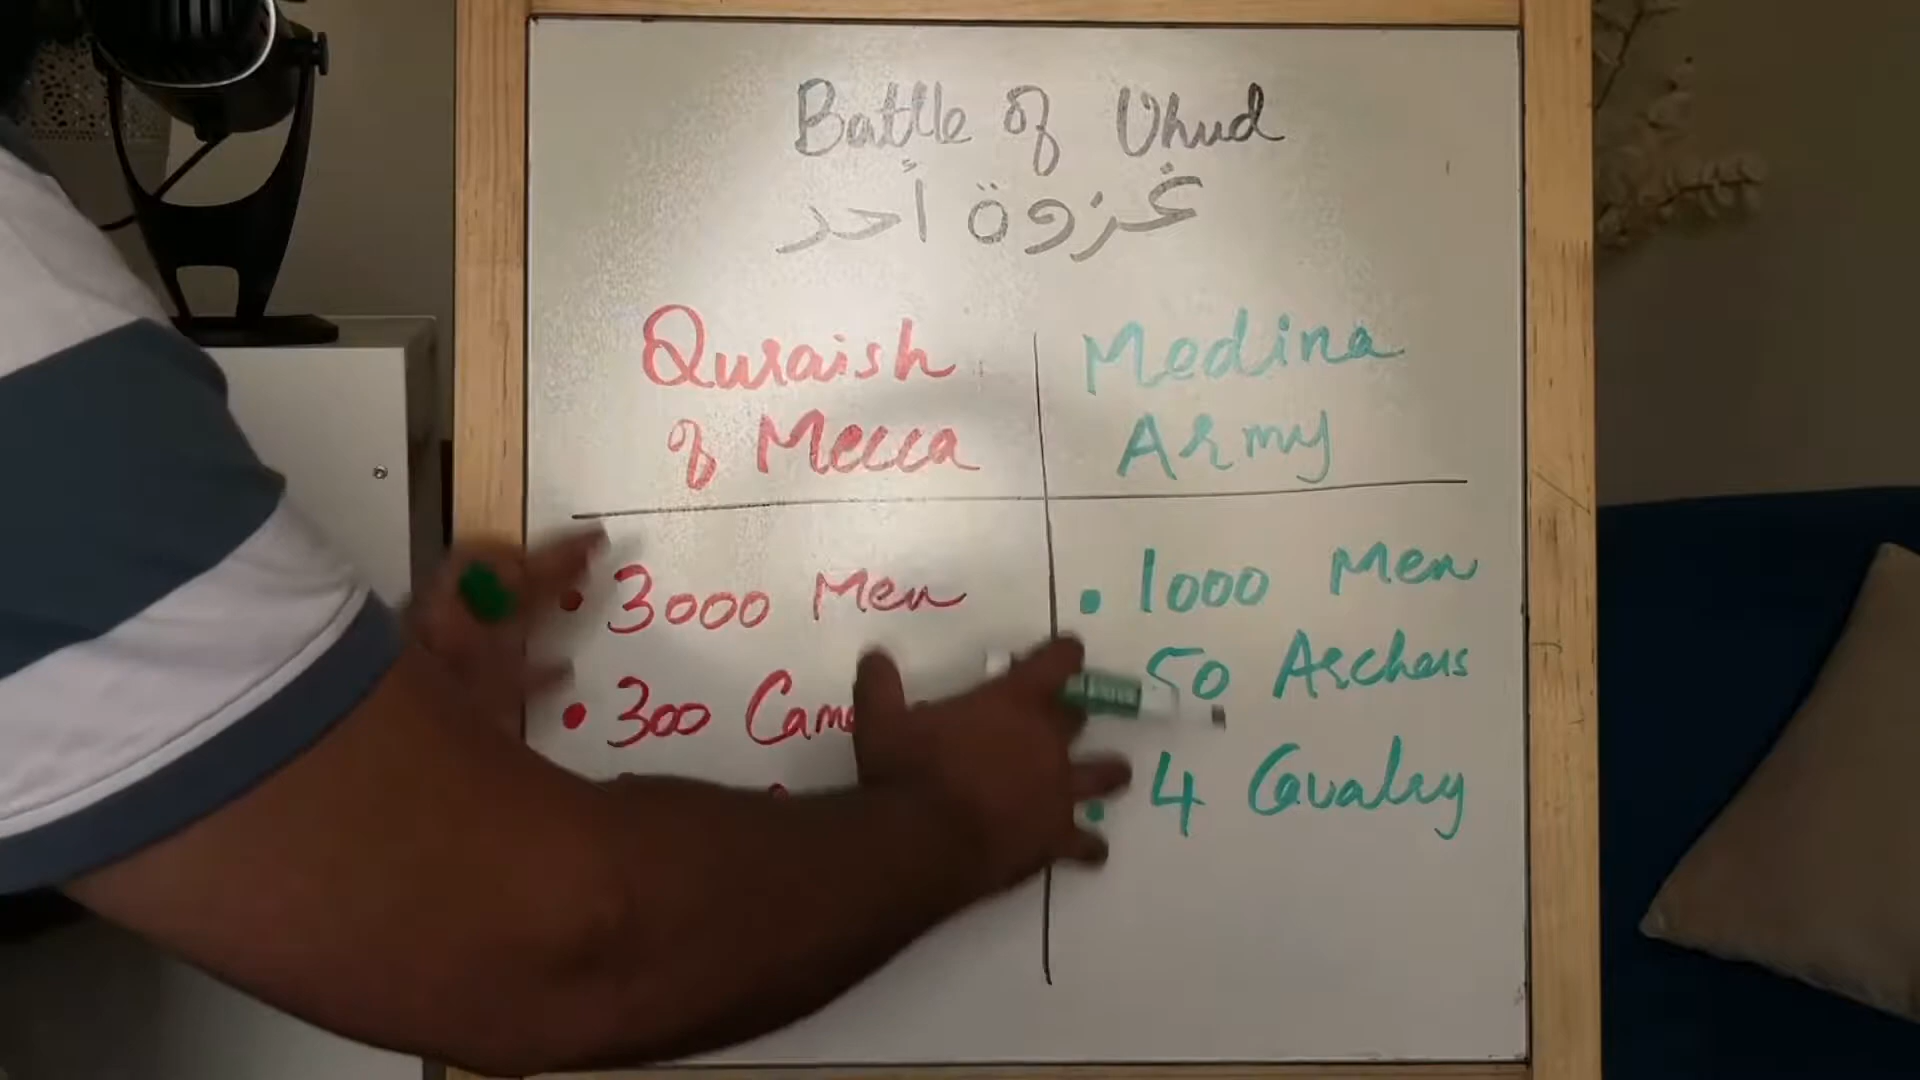 Battle of Uhud
غزوة أحد
Quraish
of Mecca
• 3000 Men
• 300
Medina
Army
• 1000 Men
50 Archers
• 4 Cavalry